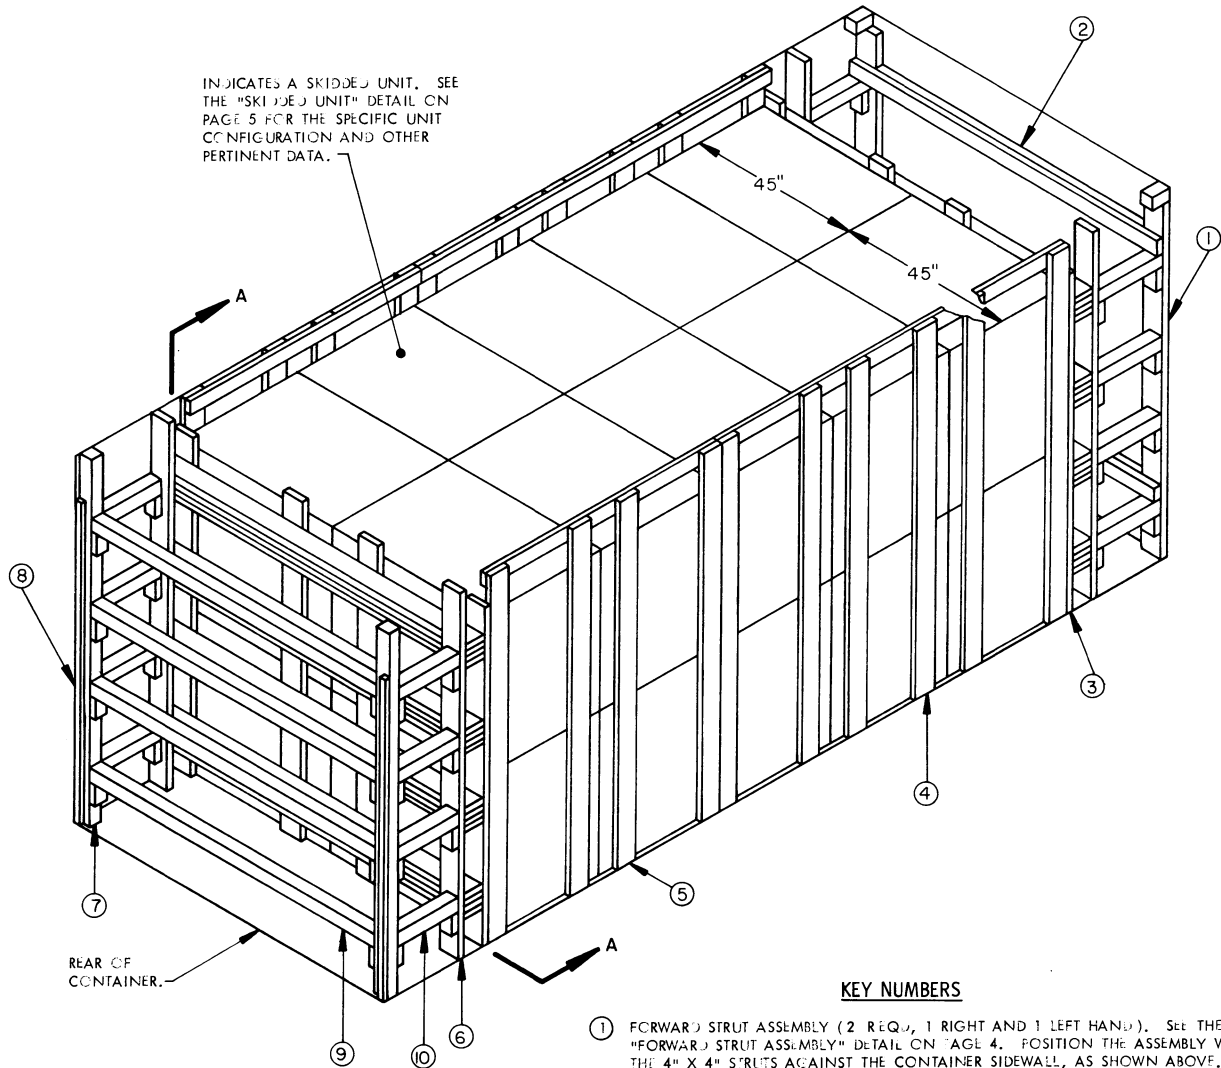 INDICATES A SKIDDED UNIT. SEE
THE "SKIDDED UNIT" DETAIL ON
PAGE 5 FOR THE SPECIFIC UNIT
CONFIGURATION AND OTHER
PERTINENT DATA.
2
45"
1
45"
A
8
3
4
5
7
A
REAR OF
CONTAINER.
6
9
10
KEY NUMBERS
1 FORWARD STRUT ASSEMBLY (2 REQD, 1 RIGHT AND 1 LEFT HAND). SEE THE
"FORWARD STRUT ASSEMBLY" DETAIL ON PAGE 4. POSITION THE ASSEMBLY W
THE 4" X 4" STRUTS AGAINST THE CONTAINER SIDEWALL, AS SHOWN ABOVE.